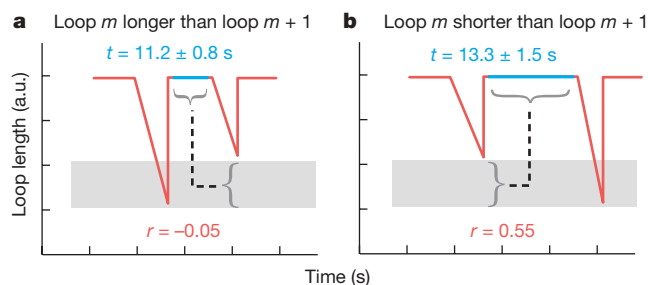 a Loop m longer than loop m + 1
t = 11.2 ± 0.8 s
r = –0.05
b Loop m shorter than loop m + 1
t = 13.3 ± 1.5 s
r = 0.55
Loop length (a.u.)
Time (s)